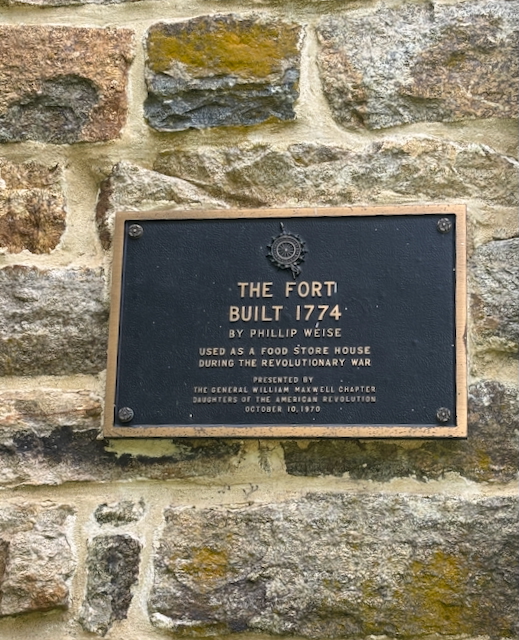 THE FORT
BUILT 1774
BY PHILLIP WEISE
USED AS A FOOD STORE HOUSE
DURING THE REVOLUTIONARY WAR
PRESENTED BY
THE GENERAL WILLIAM MAXWELL CHAPTER
DAUGHTERS OF THE AMERICAN REVOLUTION
OCTOBER 10, 1970